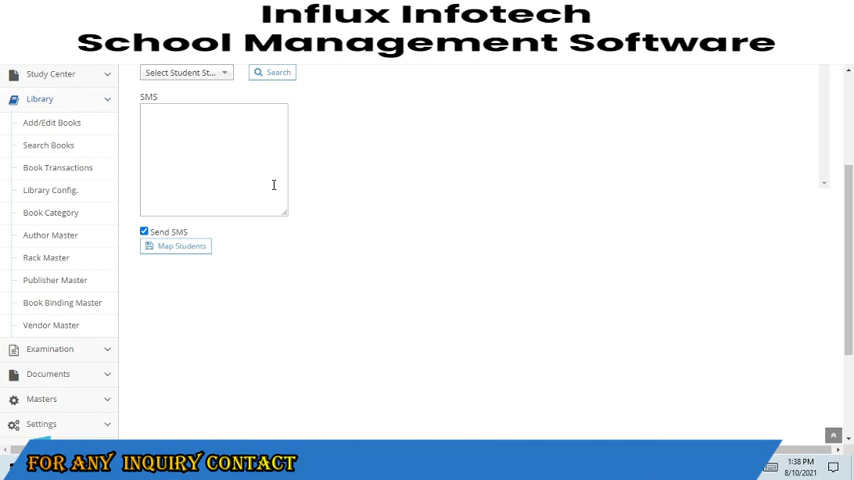 Influx Infotech
School Management Software
Study Center
Select Student St...
Search
Library
SMS
Add/Edit Books
Search Books
Book Transactions
Library Config.
Book Category
Send SMS
Author Master
Map Students
Rack Master
Publisher Master
Book Binding Master
Vendor Master
Examination
Documents
Masters
Settings
FOR ANY INQUIRY CONTACT
1:38 PM
8/10/2021